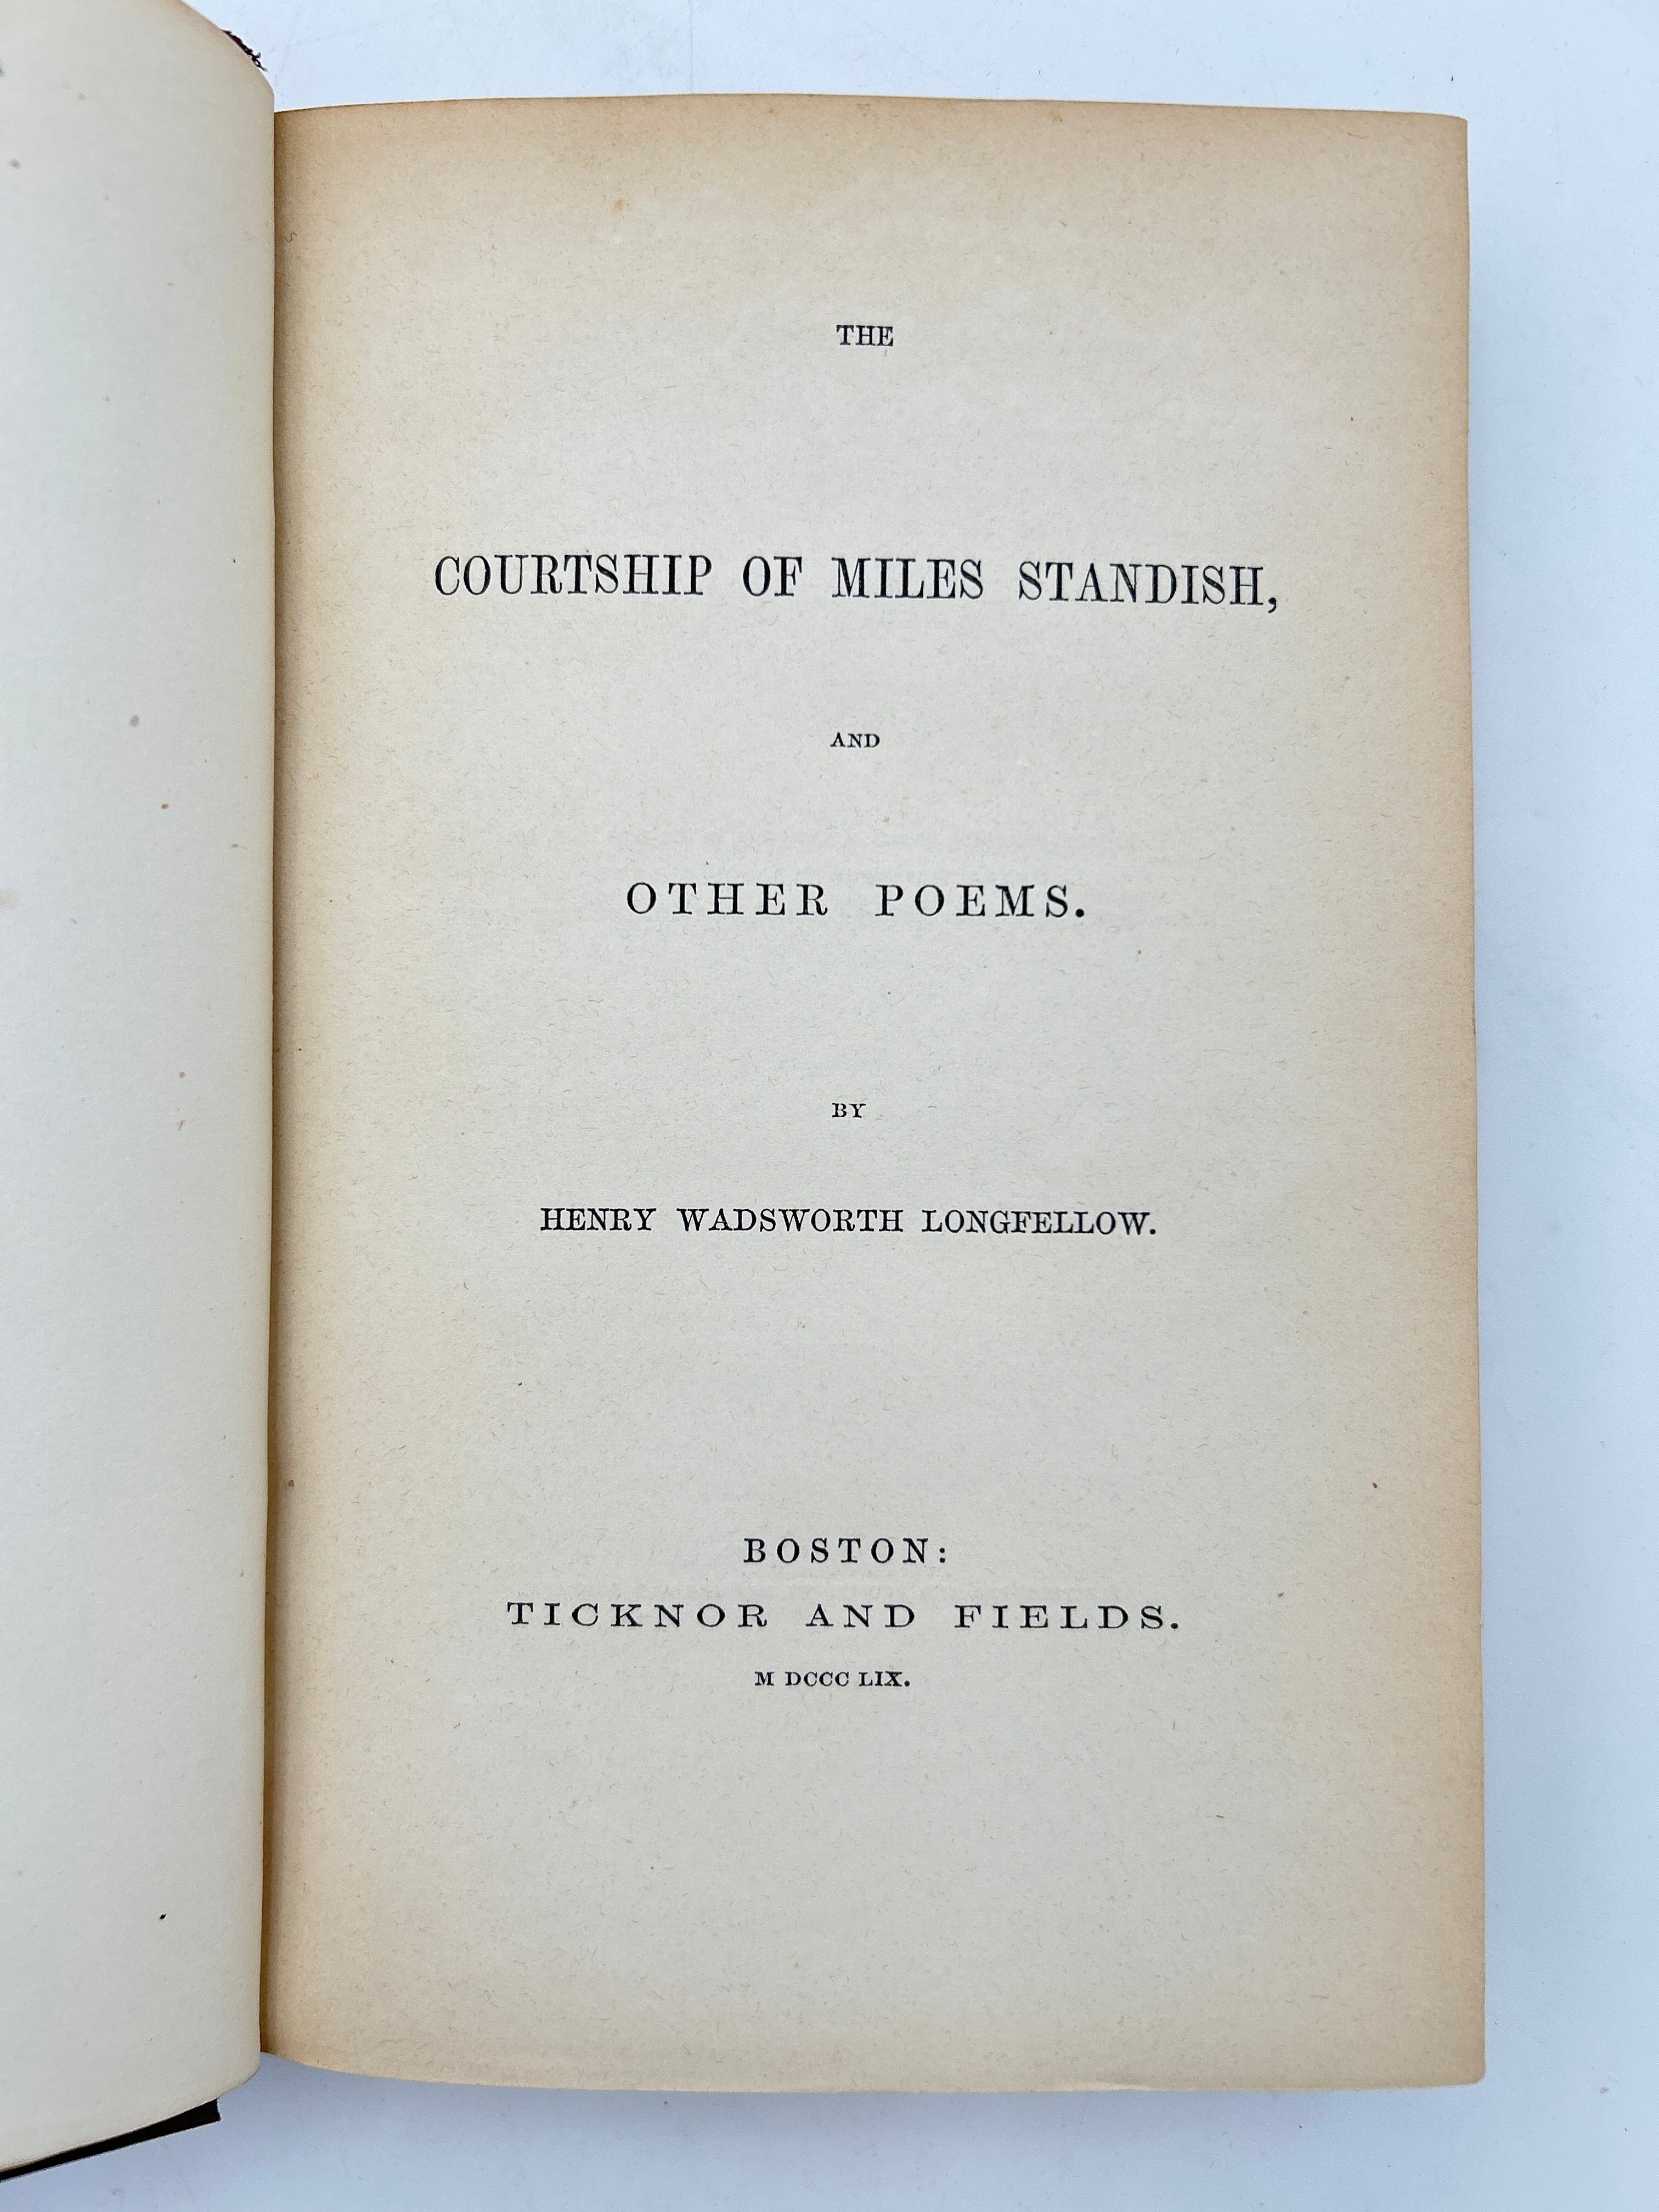 THE
COURTSHIP OF MILES STANDISH,
AND
OTHER POEMS.
BY
HENRY WADSWORTH LONGFELLOW.
BOSTON:
TICKNOR AND FIELDS.
M DCCC LIX.